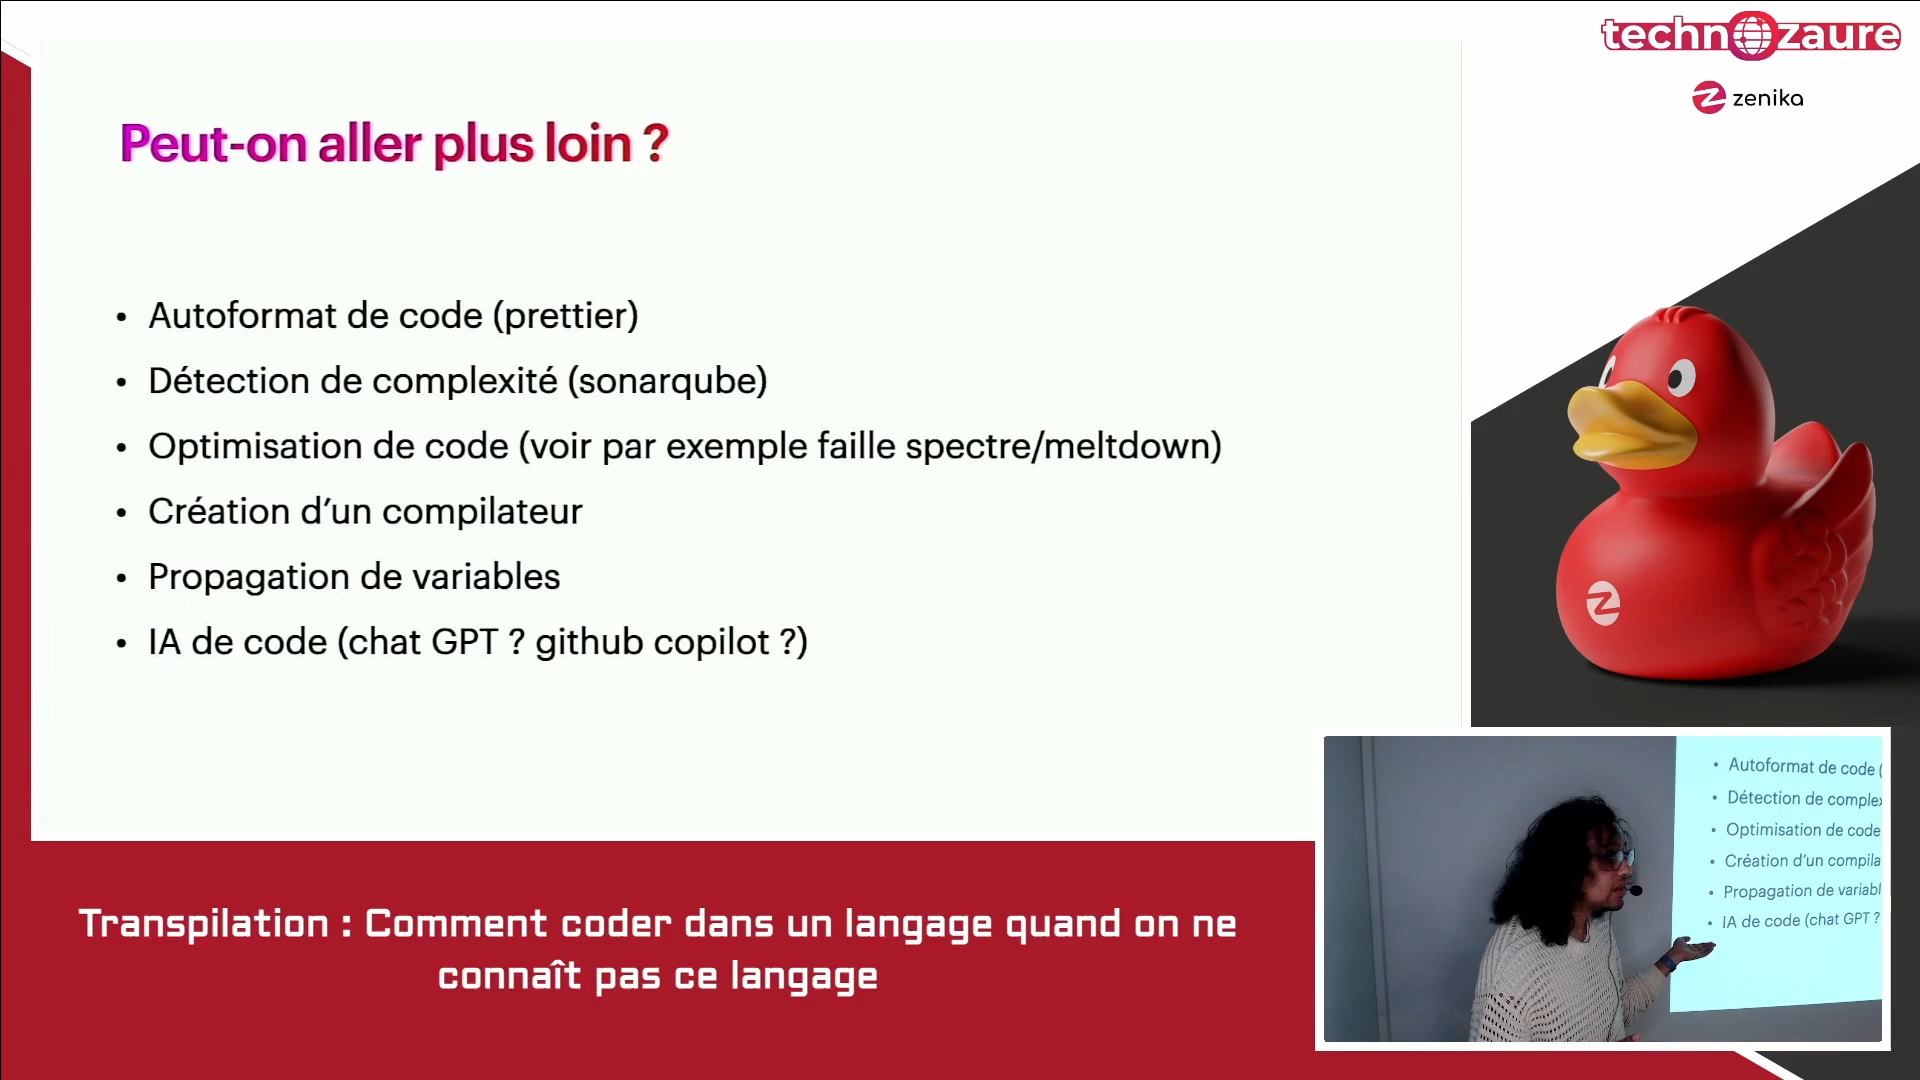 technozaure
zenika
Peut-on aller plus loin ?
• Autoformat de code (prettier)
• Détection de complexité (sonarqube)
• Optimisation de code (voir par exemple faille spectre/meltdown)
• Création d’un compilateur
• Propagation de variables
• IA de code (chat GPT ? github copilot ?)
Transpilation : Comment coder dans un langage quand on ne
connaît pas ce langage
• Autoformat de code (
• Détection de complex
• Optimisation de code
• Création d’un compila
• Propagation de variabl
• IA de code (chat GPT ?